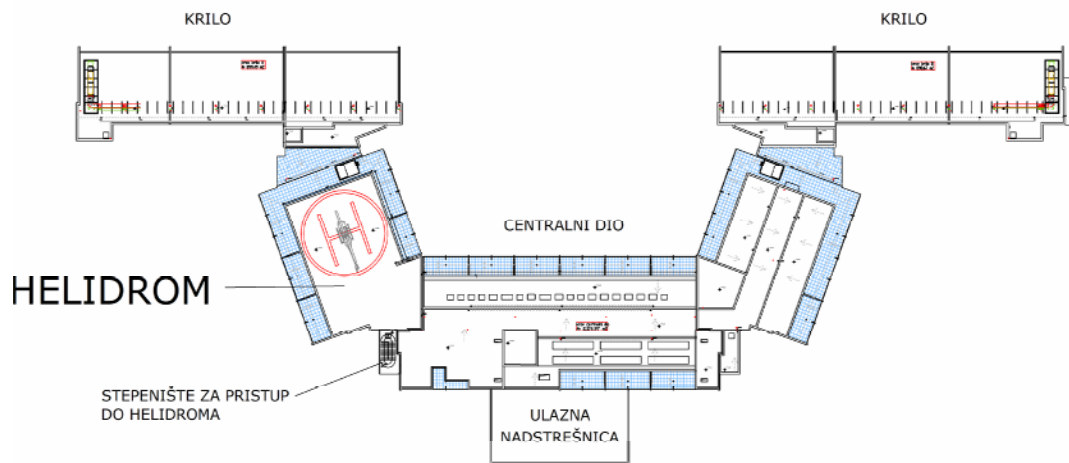 KRILO
KRILO
CENTRALNI DIO
HELIDROM
STEPENIŠTE ZA PRISTUP
DO HELIDROMA
ULAZNA
NADSTREŠNICA